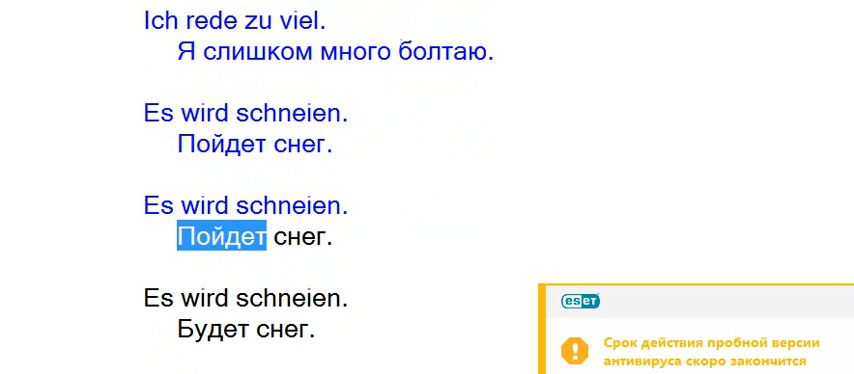 Ich rede zu viel.
Я слишком много болтаю.
Es wird schneien.
Пойдет снег.
Es wird schneien.
Пойдет снег.
Es wird schneien.
Будет снег.
eset
Срок действия пробной версии
антивируса скоро закончится